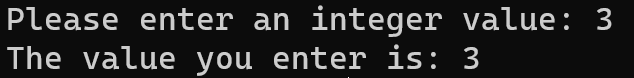 Please enter an integer value: 3
The value you enter is: 3